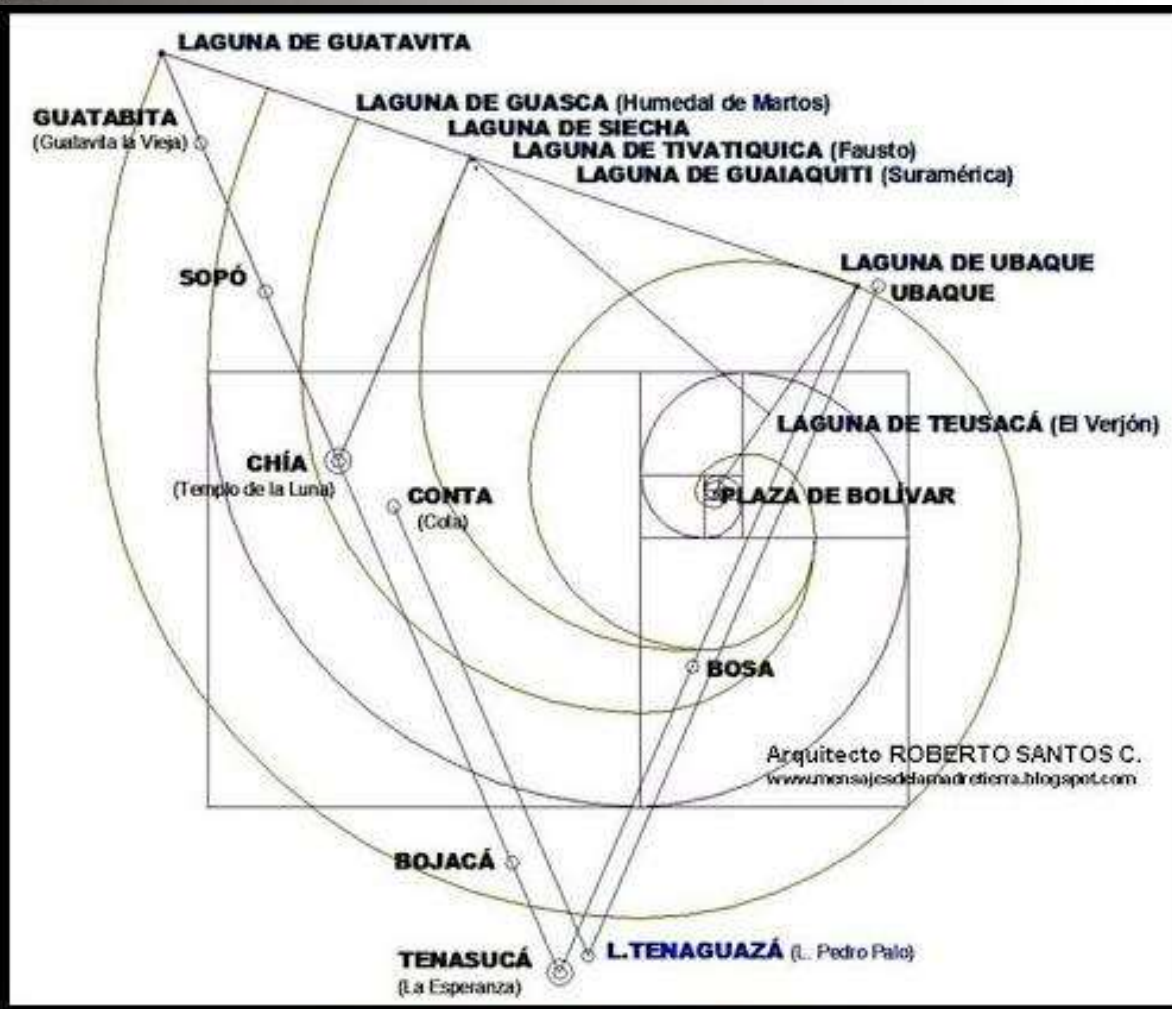 LAGUNA DE GUATAVITA
GUATABITA
(Guatavita la Vieja)
LAGUNA DE GUASCA (Humedal de Martos)
LAGUNA DE SIECHA
LAGUNA DE TIVATIQUICA (Fausto)
LAGUNA DE GUAIAQUITI (Suramérica)
SOPÓ
LAGUNA DE UBAQUE
UBAQUE
LAGUNA DE TEUSACÁ (El Verjón)
CHÍA
(Templo de la Luna)
CONTA
(Cota)
PLAZA DE BOLÍVAR
BOSA
Arquitecto ROBERTO SANTOS C.
www.mensajesdelamadretierra.blogspot.com
BOJACÁ
TENASUCÁ
(La Esperanza)
L.TENAGUAZÁ (L. Pedro Palo)